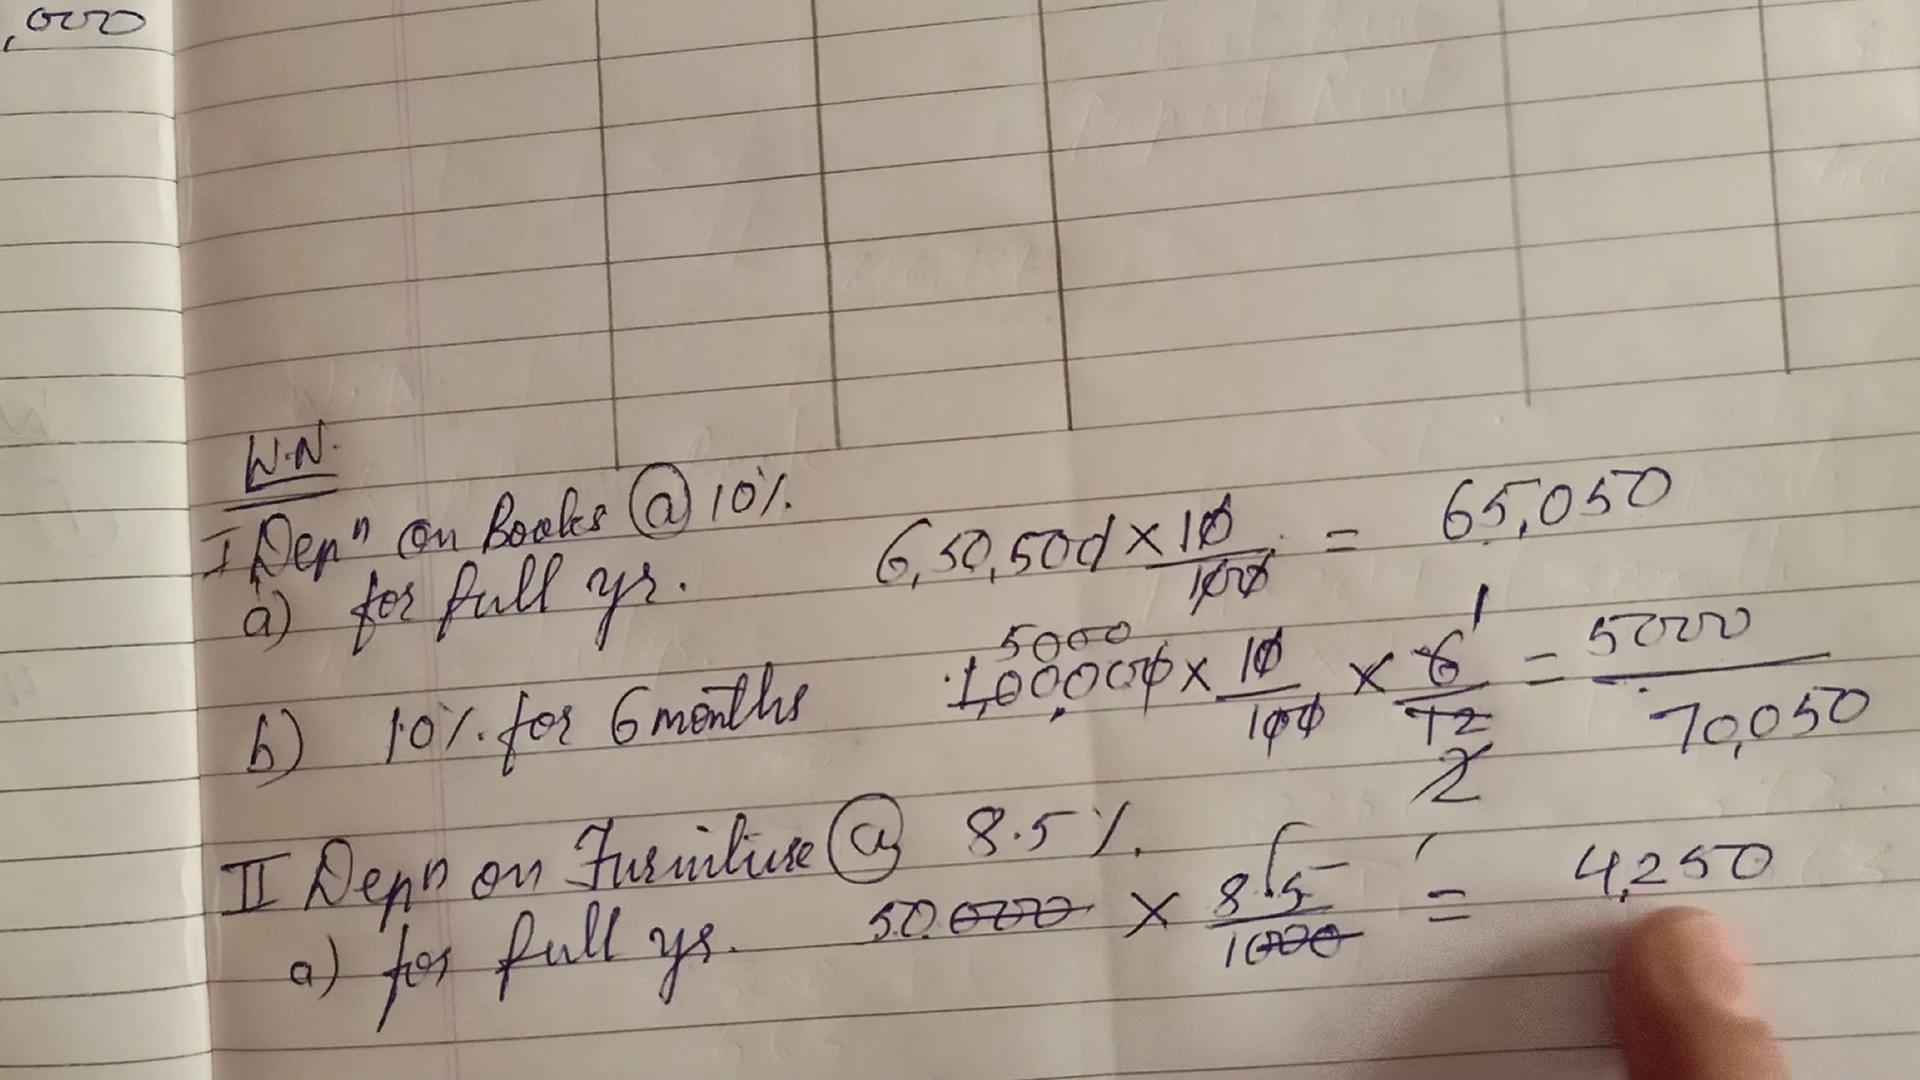 ,000
W.N.
I Depn on Books @ 10%.
a) for full yr. 6,50,500 × 10/100 = 65,050
5000 1
b) 10%. for 6 months 1,00,000 × 10/100 × 6/12 = 5000
2 70,050
II Depn on Furniture @ 8.5%.
a) for full yr. 50,000 × 8.5/1000 = 4,250